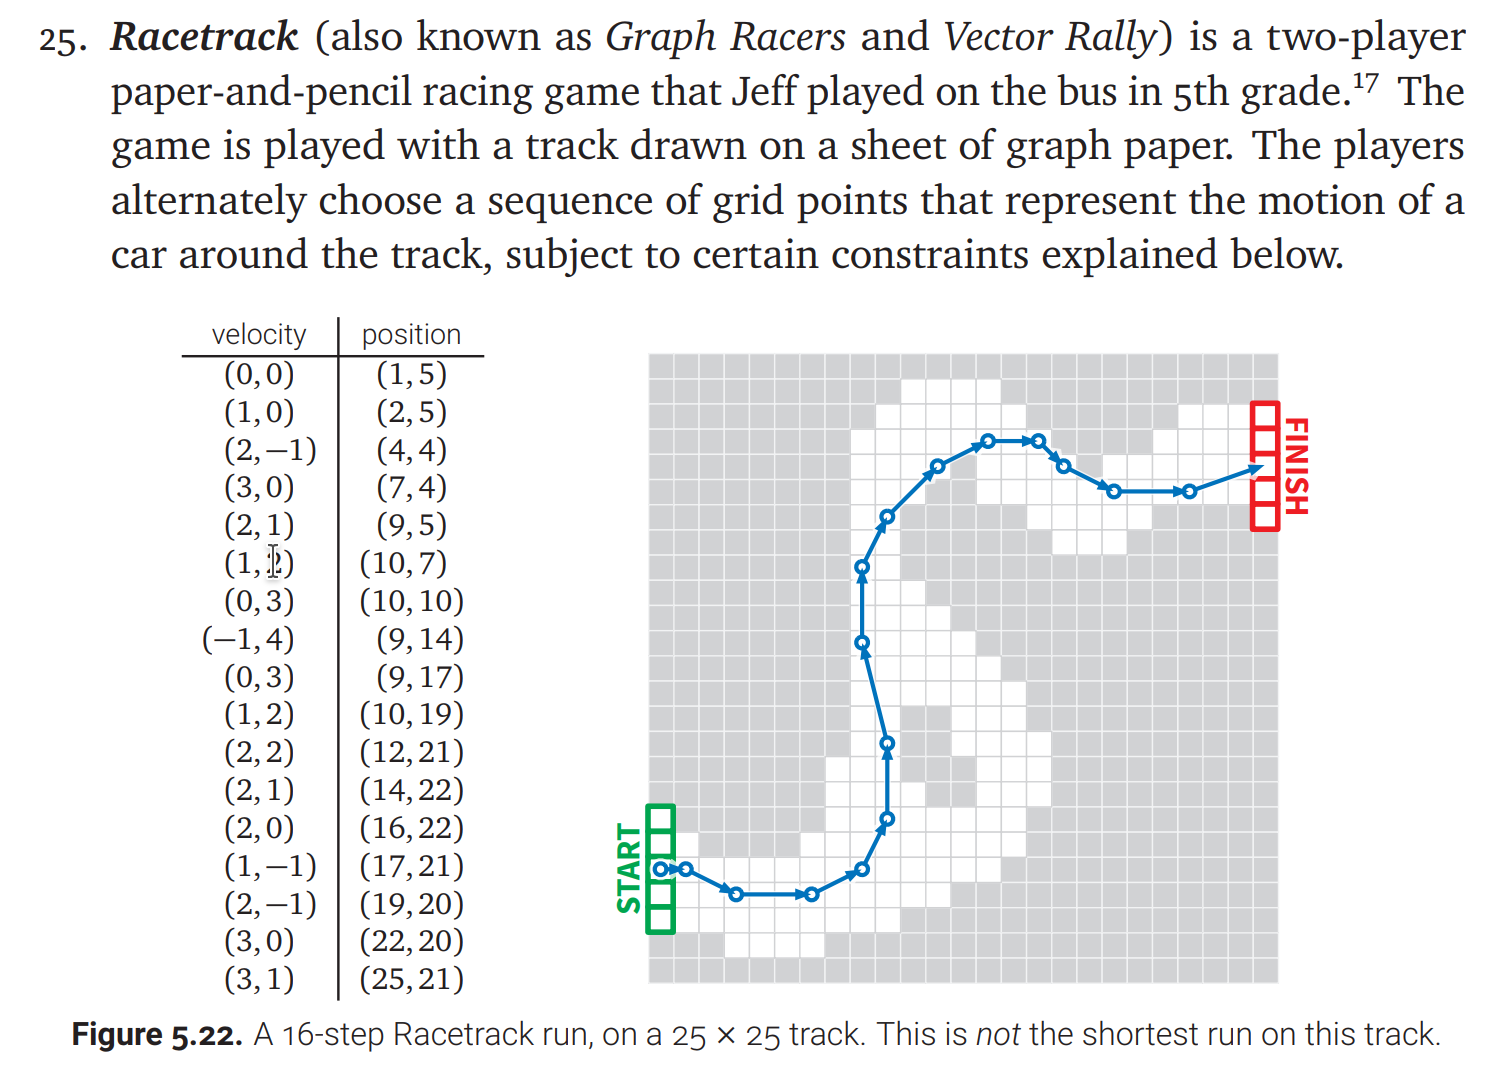 25. Racetrack (also known as Graph Racers and Vector Rally) is a two-player
paper-and-pencil racing game that Jeff played on the bus in 5th grade.¹⁷ The
game is played with a track drawn on a sheet of graph paper. The players
alternately choose a sequence of grid points that represent the motion of a
car around the track, subject to certain constraints explained below.
velocity position
(0, 0) (1, 5)
(1, 0) (2, 5)
(2, −1) (4, 4)
(3, 0) (7, 4)
(2, 1) (9, 5)
(1, 2) (10, 7)
(0, 3) (10, 10)
(−1, 4) (9, 14)
(0, 3) (9, 17)
(1, 2) (10, 19)
(2, 2) (12, 21)
(2, 1) (14, 22)
(2, 0) (16, 22)
(1, −1) (17, 21)
(2, −1) (19, 20)
(3, 0) (22, 20)
(3, 1) (25, 21)
START
FINISH
Figure 5.22. A 16-step Racetrack run, on a 25 × 25 track. This is not the shortest run on this track.